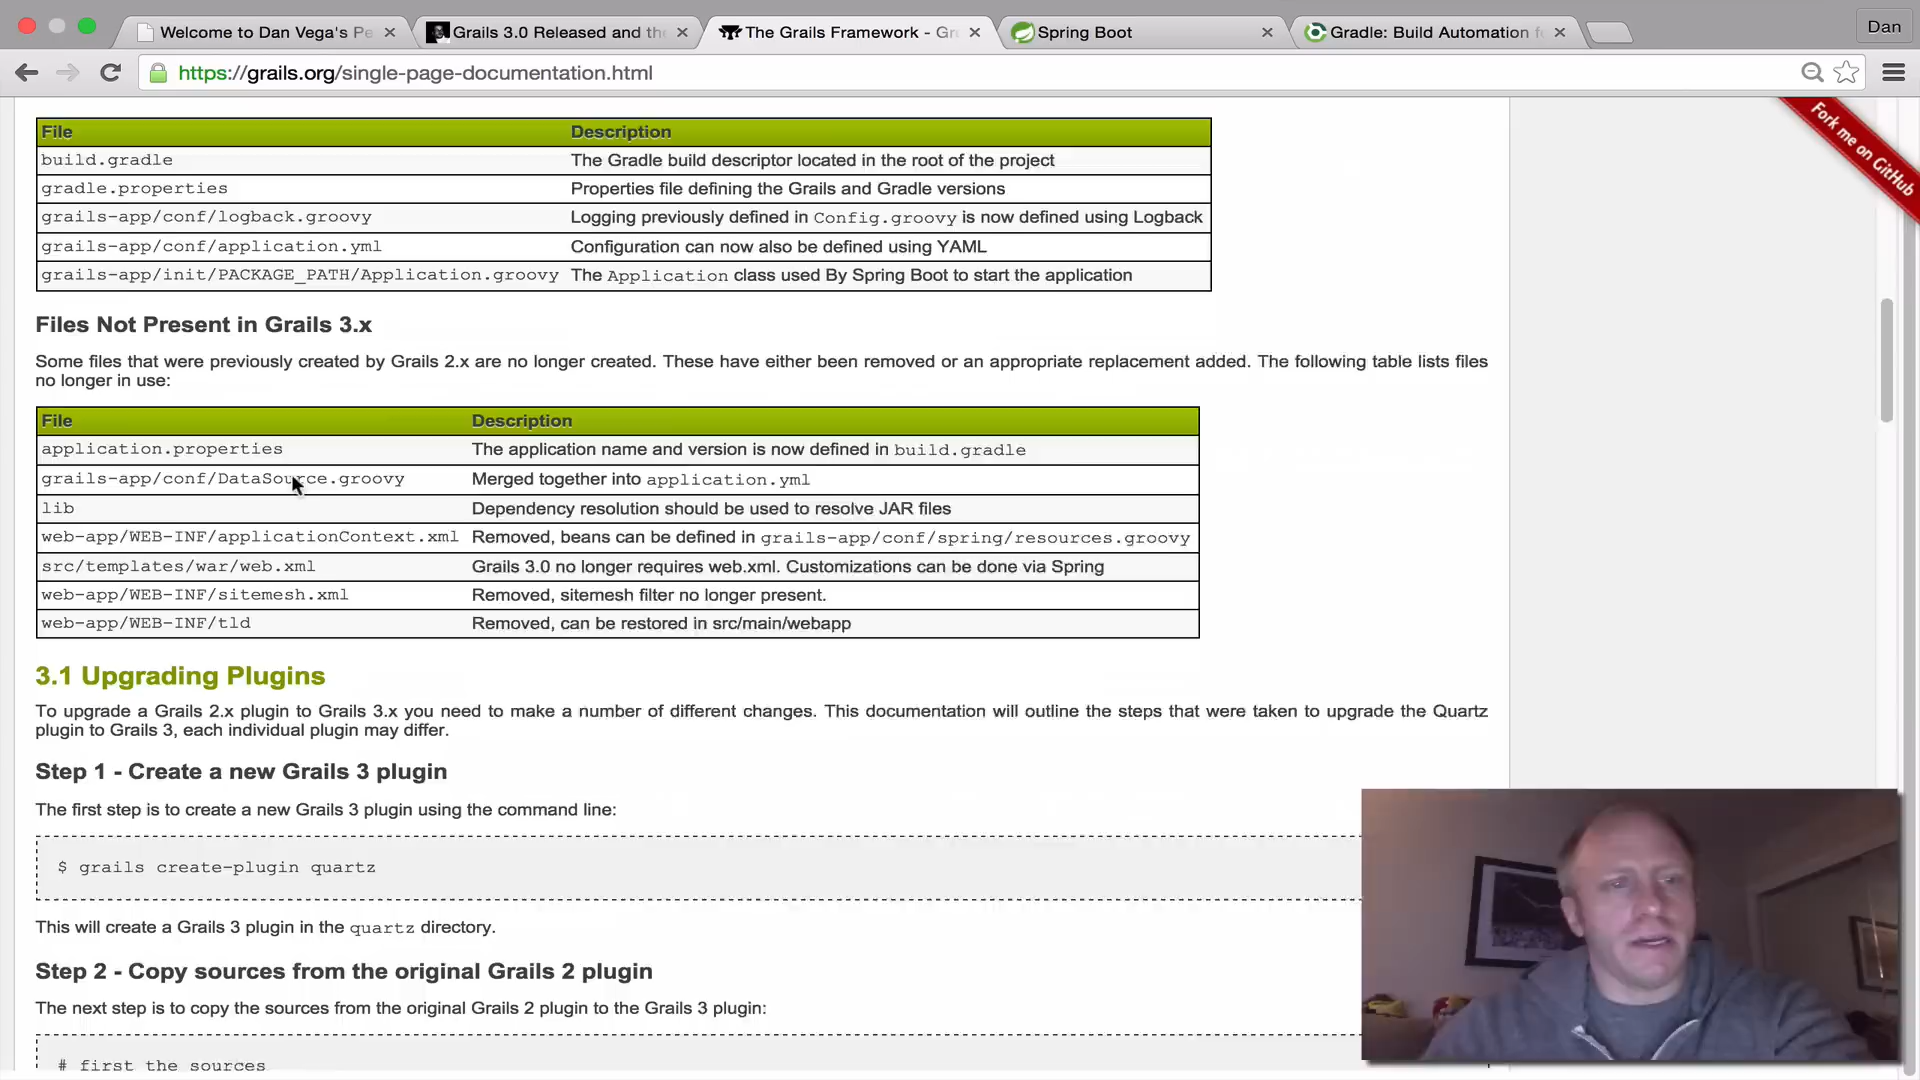 Welcome to Dan Vega's Pe
Grails 3.0 Released and the
The Grails Framework - Gr
Spring Boot
Gradle: Build Automation f
Dan
https://grails.org/single-page-documentation.html
Fork me on GitHub
File Description
build.gradle The Gradle build descriptor located in the root of the project
gradle.properties Properties file defining the Grails and Gradle versions
grails-app/conf/logback.groovy Logging previously defined in Config.groovy is now defined using Logback
grails-app/conf/application.yml Configuration can now also be defined using YAML
grails-app/init/PACKAGE_PATH/Application.groovy The Application class used By Spring Boot to start the application
Files Not Present in Grails 3.x
Some files that were previously created by Grails 2.x are no longer created. These have either been removed or an appropriate replacement added. The following table lists files
no longer in use:
File Description
application.properties The application name and version is now defined in build.gradle
grails-app/conf/DataSource.groovy Merged together into application.yml
lib Dependency resolution should be used to resolve JAR files
web-app/WEB-INF/applicationContext.xml Removed, beans can be defined in grails-app/conf/spring/resources.groovy
src/templates/war/web.xml Grails 3.0 no longer requires web.xml. Customizations can be done via Spring
web-app/WEB-INF/sitemesh.xml Removed, sitemesh filter no longer present.
web-app/WEB-INF/tld Removed, can be restored in src/main/webapp
3.1 Upgrading Plugins
To upgrade a Grails 2.x plugin to Grails 3.x you need to make a number of different changes. This documentation will outline the steps that were taken to upgrade the Quartz
plugin to Grails 3, each individual plugin may differ.
Step 1 - Create a new Grails 3 plugin
The first step is to create a new Grails 3 plugin using the command line:
$ grails create-plugin quartz
This will create a Grails 3 plugin in the quartz directory.
Step 2 - Copy sources from the original Grails 2 plugin
The next step is to copy the sources from the original Grails 2 plugin to the Grails 3 plugin:
# first the sources